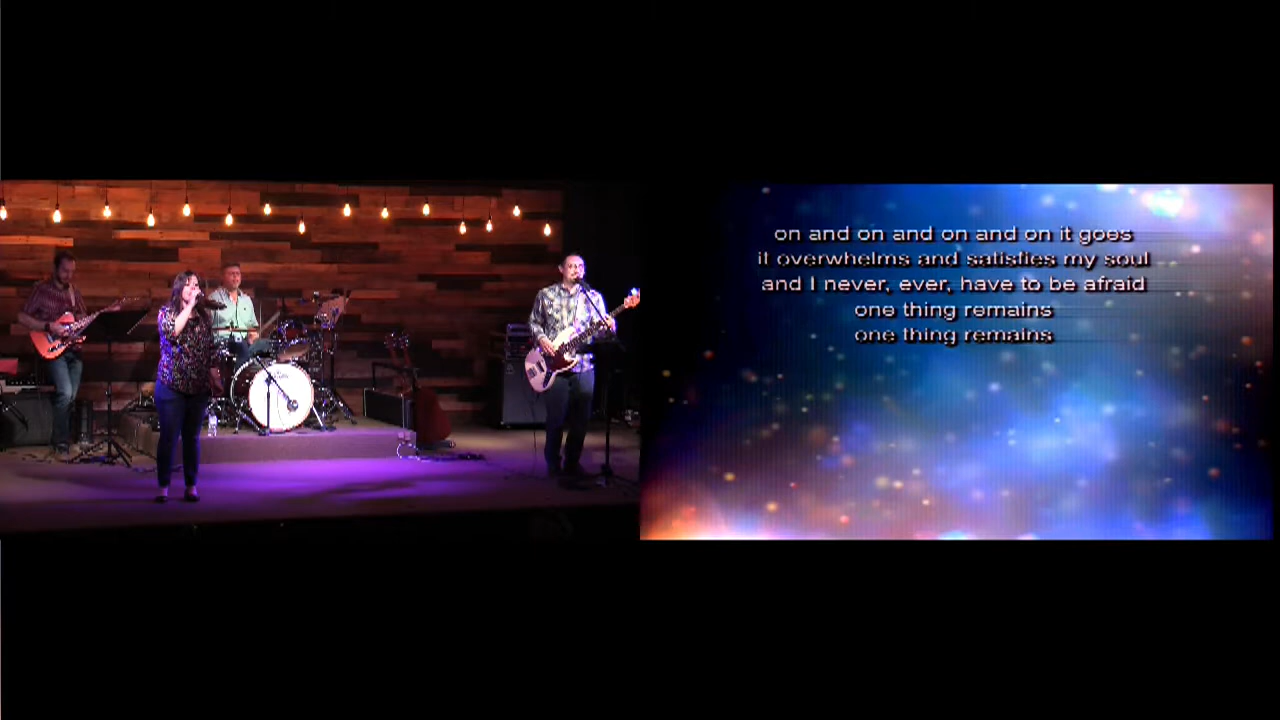 on and on and on and on it goes
it overwhelms and satisfies my soul
and I never, ever, have to be afraid
one thing remains
one thing remains